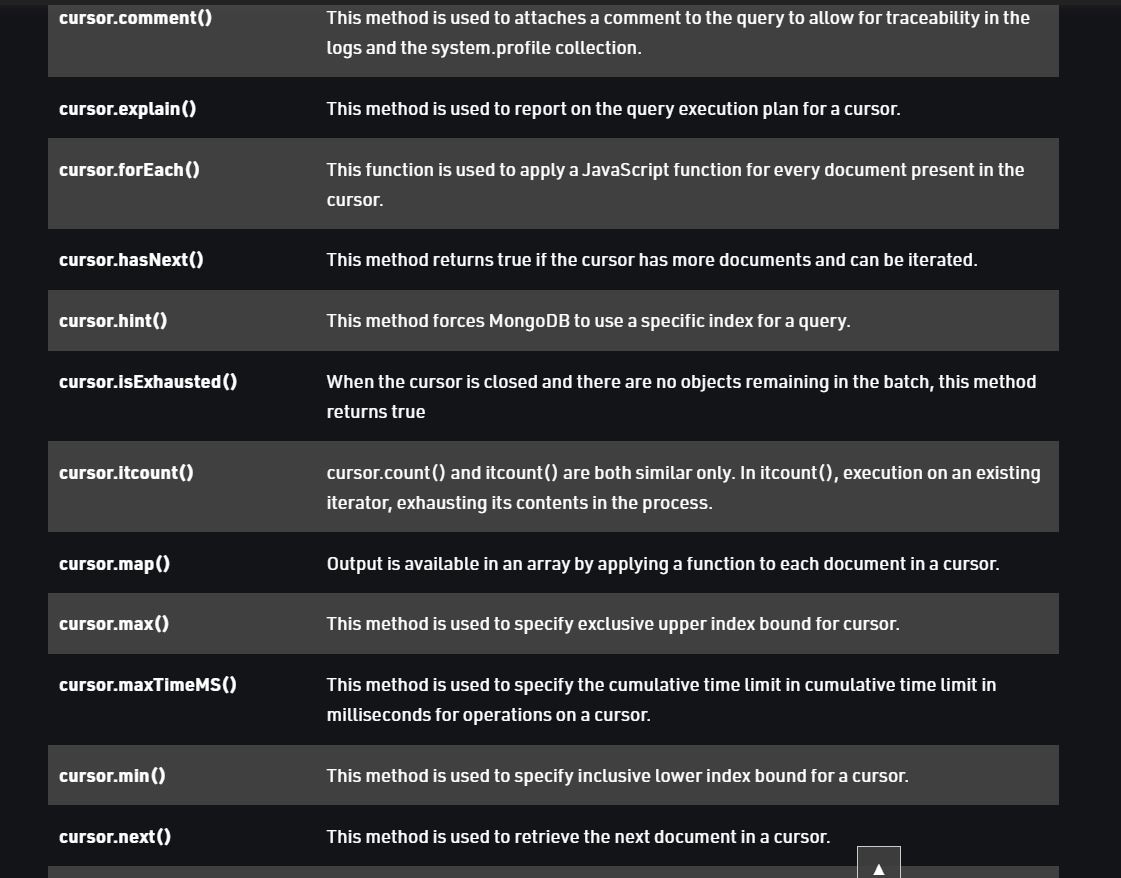 cursor.comment() This method is used to attaches a comment to the query to allow for traceability in the
logs and the system.profile collection.
cursor.explain() This method is used to report on the query execution plan for a cursor.
cursor.forEach() This function is used to apply a JavaScript function for every document present in the
cursor.
cursor.hasNext() This method returns true if the cursor has more documents and can be iterated.
cursor.hint() This method forces MongoDB to use a specific index for a query.
cursor.isExhausted() When the cursor is closed and there are no objects remaining in the batch, this method
returns true
cursor.itcount() cursor.count() and itcount() are both similar only. In itcount(), execution on an existing
iterator, exhausting its contents in the process.
cursor.map() Output is available in an array by applying a function to each document in a cursor.
cursor.max() This method is used to specify exclusive upper index bound for cursor.
cursor.maxTimeMS() This method is used to specify the cumulative time limit in cumulative time limit in
milliseconds for operations on a cursor.
cursor.min() This method is used to specify inclusive lower index bound for a cursor.
cursor.next() This method is used to retrieve the next document in a cursor.